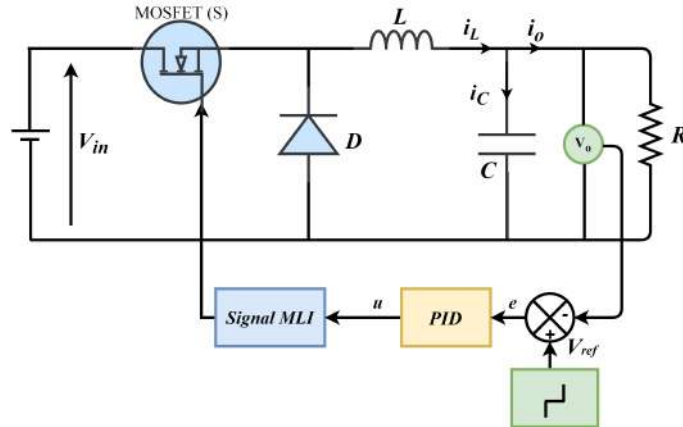 MOSFET (S)
L
i_L
i_o
i_C
V_in
D
C
V_o
R
Signal MLI
u
PID
e
-
+
V_ref